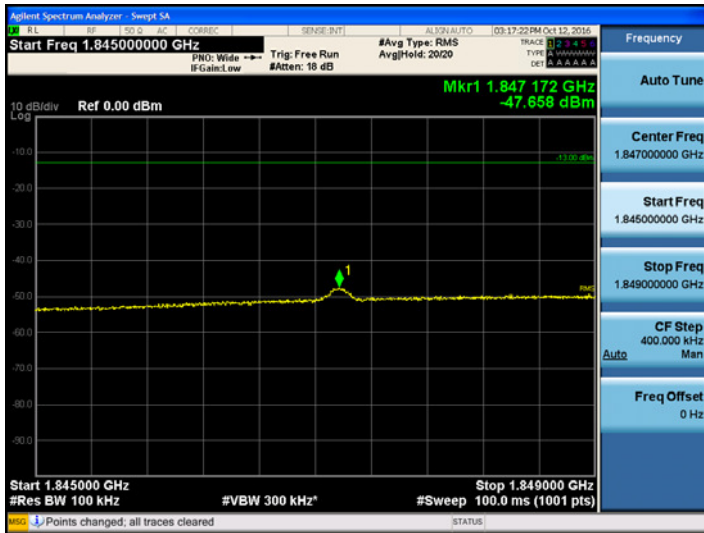 Agilent Spectrum Analyzer - Swept SA
RL RF 50 Ω AC CORREC SENSE:INT ALIGN AUTO 03:17:22 PM Oct 12, 2016
Start Freq 1.845000000 GHz
PNO: Wide
IFGain:Low
Trig: Free Run
#Atten: 18 dB
#Avg Type: RMS
Avg|Hold: 20/20
TRACE 1 2 3 4 5 6
TYPE A WWWWW
DET A A A A A A
Mkr1 1.847 172 GHz
-47.658 dBm
10 dB/div Ref 0.00 dBm
Log
-10.0
-13.00 dBm
-20.0
-30.0
-40.0
1
-50.0
RMS
-60.0
-70.0
-80.0
-90.0
Start 1.845000 GHz Stop 1.849000 GHz
#Res BW 100 kHz #VBW 300 kHz* #Sweep 100.0 ms (1001 pts)
MSG Points changed; all traces cleared STATUS
Frequency
Auto Tune
Center Freq
1.847000000 GHz
Start Freq
1.845000000 GHz
Stop Freq
1.849000000 GHz
CF Step
400.000 kHz
Auto Man
Freq Offset
0 Hz